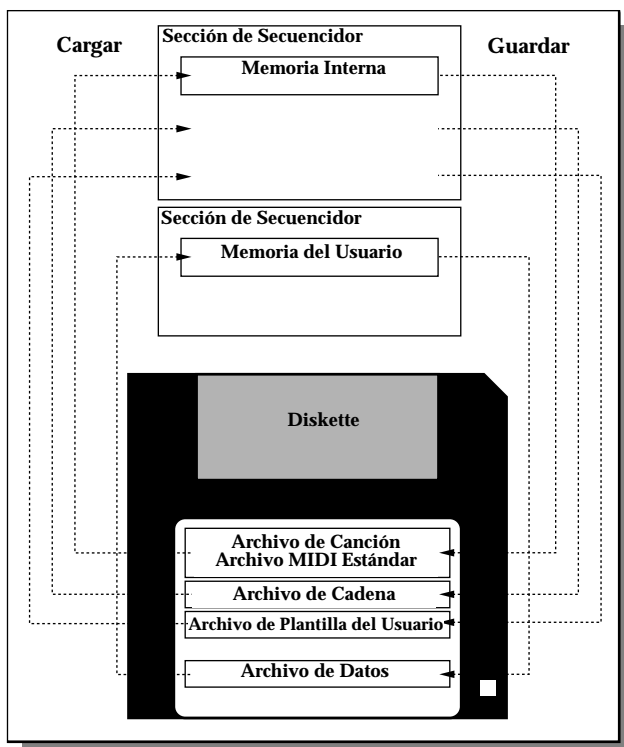 Cargar
Sección de Secuencidor
Guardar
Memoria Interna
Sección de Secuencidor
Memoria del Usuario
Diskette
Archivo de Canción
Archivo MIDI Estándar
Archivo de Cadena
Archivo de Plantilla del Usuario
Archivo de Datos